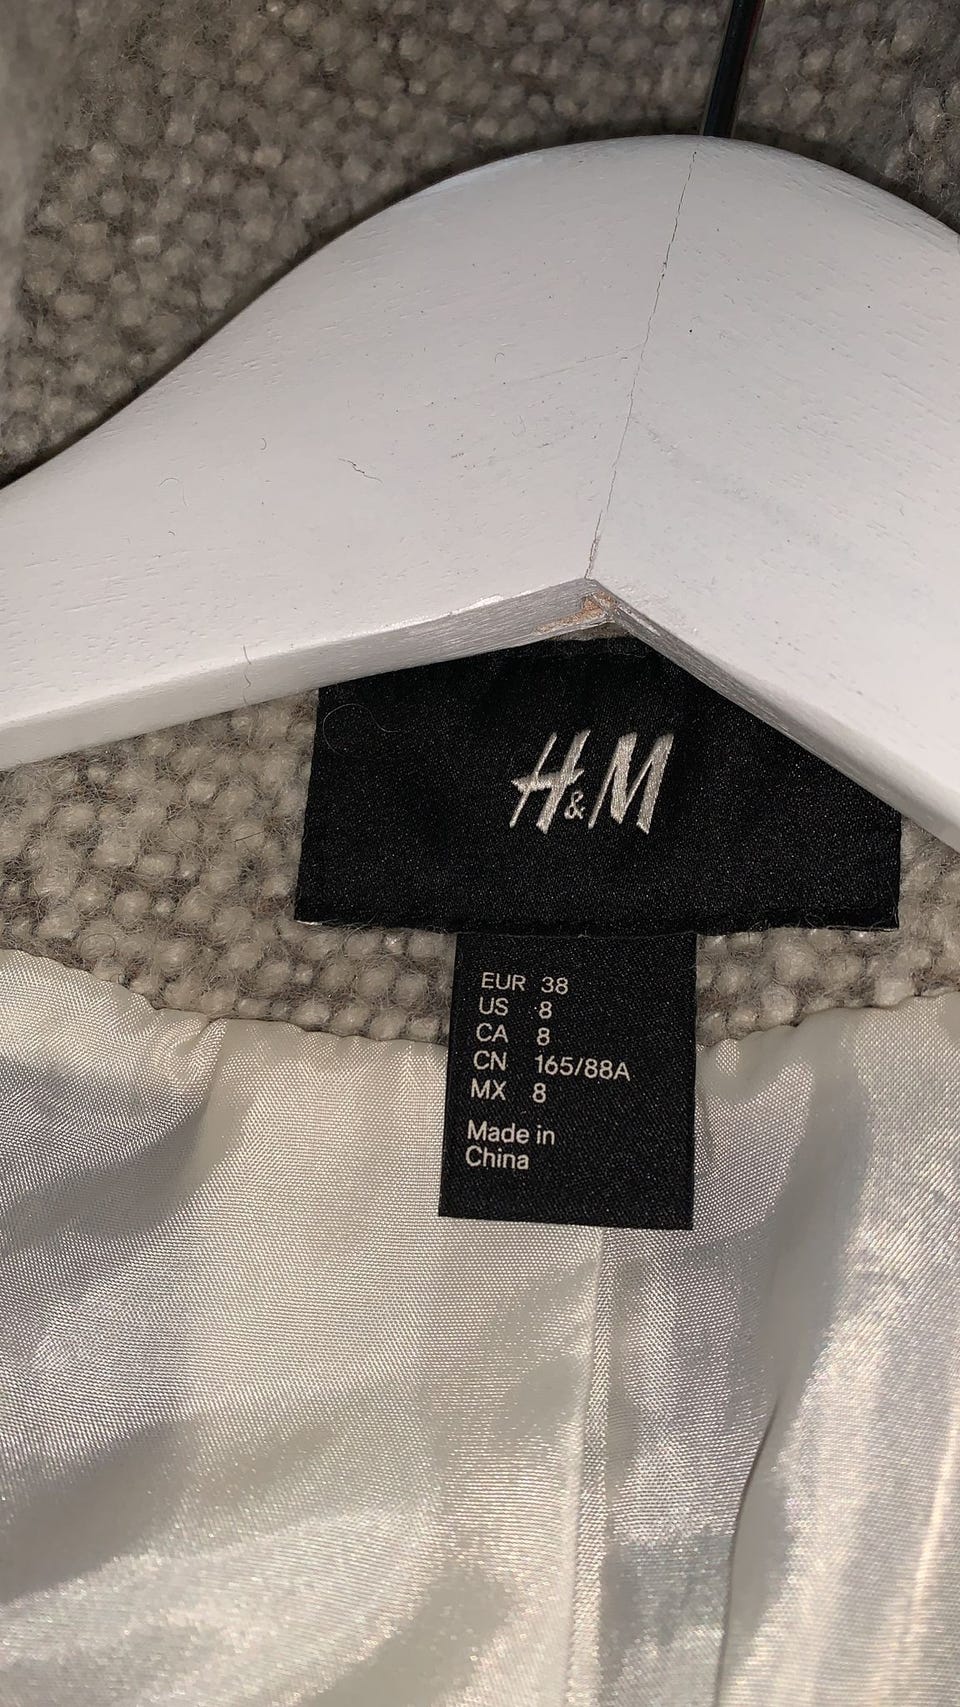 H&M
EUR 38
US 8
CA 8
CN 165/88A
MX 8
Made in
China